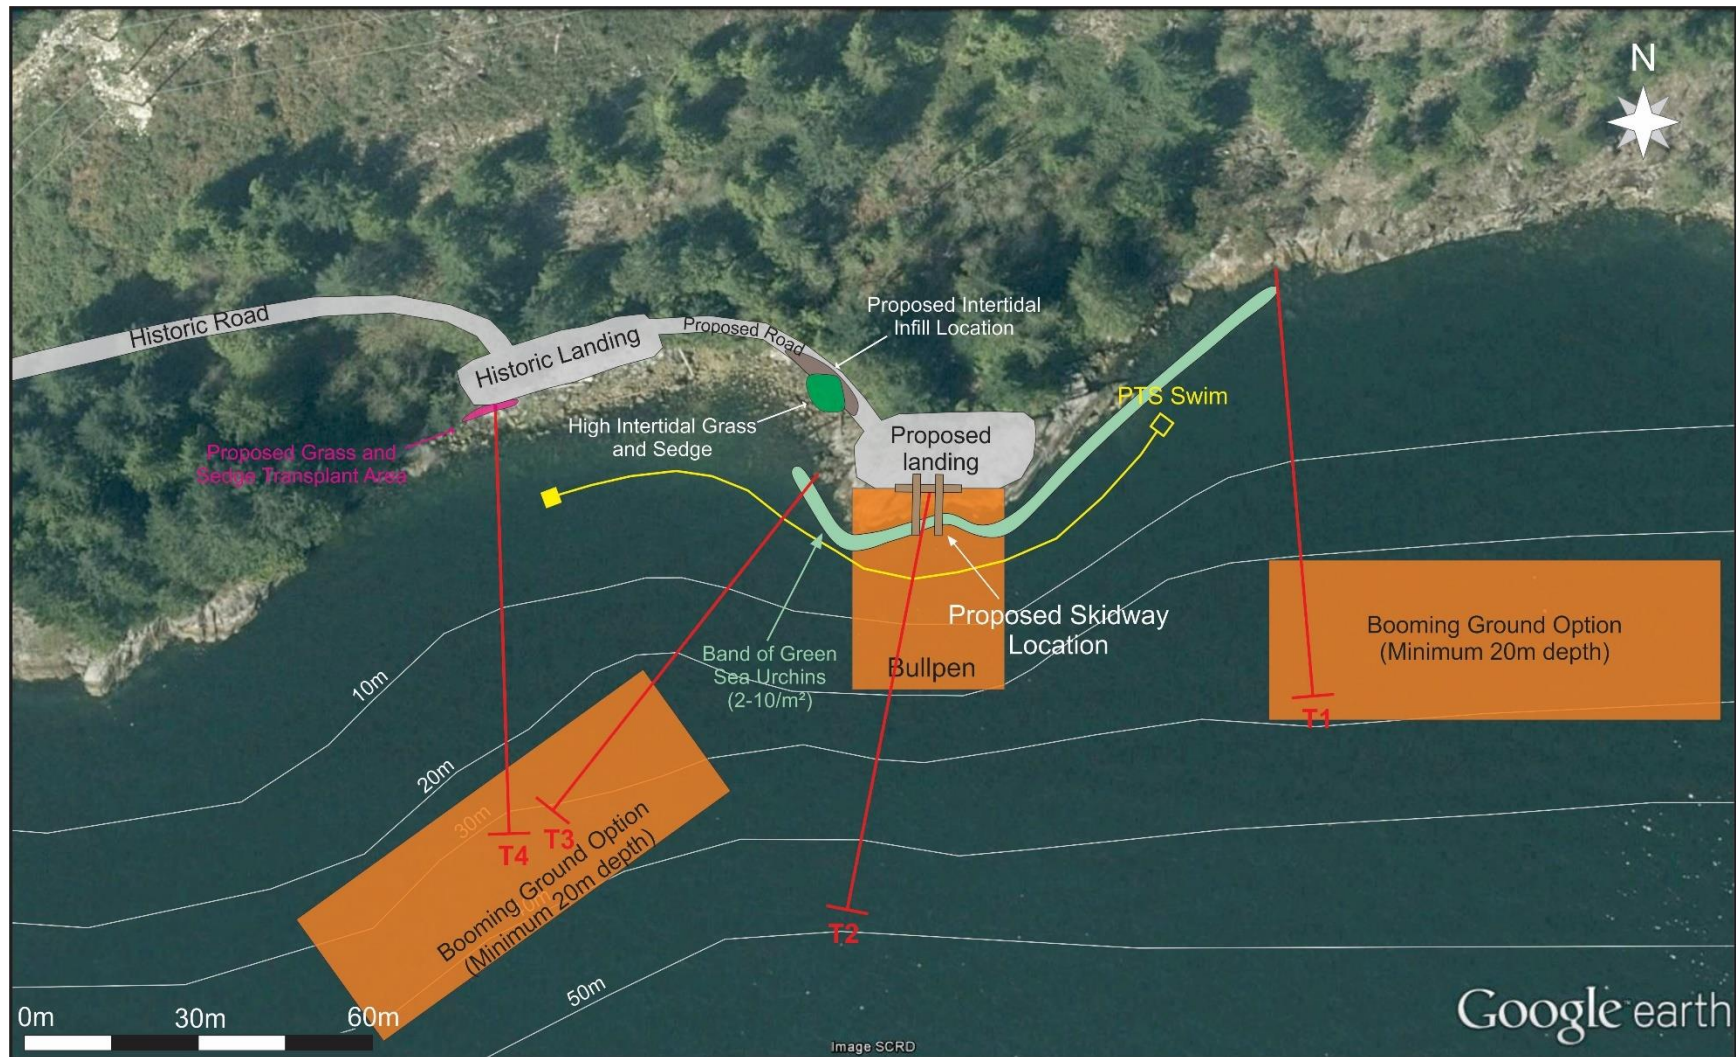 N
Proposed Intertidal
Infill Location
Historic Road
Proposed Road
Historic Landing
PTS Swim
High Intertidal Grass
and Sedge
Proposed
landing
Proposed Grass and
Sedge Transplant Area
Proposed Skidway
Location
Booming Ground Option
(Minimum 20m depth)
Band of Green
Sea Urchins
(2-10/m²)
Bullpen
10m
T1
20m
30m
T3
T4
Booming Ground Option
(Minimum 20m depth)
T2
50m
0m 30m 60m
Google earth
Image SCRD